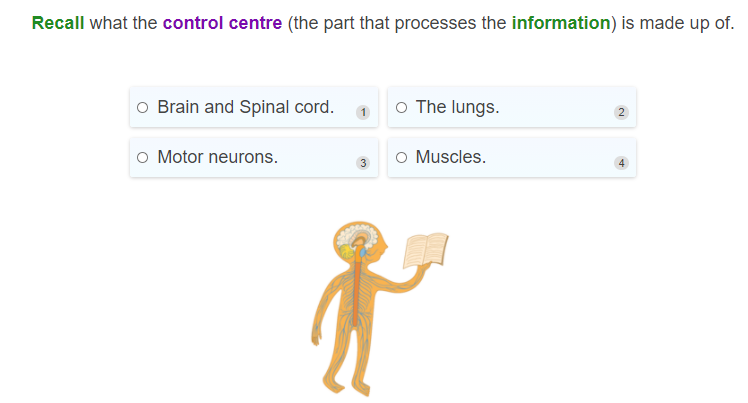 Recall what the control centre (the part that processes the information) is made up of.
Brain and Spinal cord. 1
The lungs. 2
Motor neurons. 3
Muscles. 4